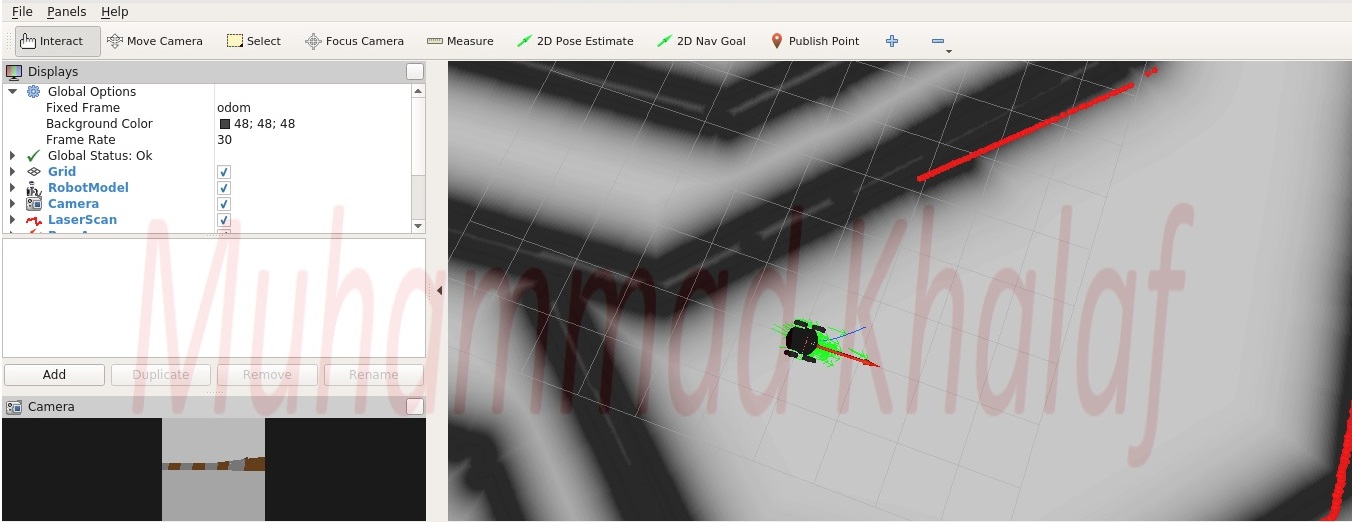 File Panels Help
Interact Move Camera Select Focus Camera Measure 2D Pose Estimate 2D Nav Goal Publish Point
Displays
Global Options
Fixed Frame odom
Background Color 48; 48; 48
Frame Rate 30
Global Status: Ok
Grid
RobotModel
Camera
LaserScan
Muhammad Khalaf
Add Duplicate Remove Rename
Camera